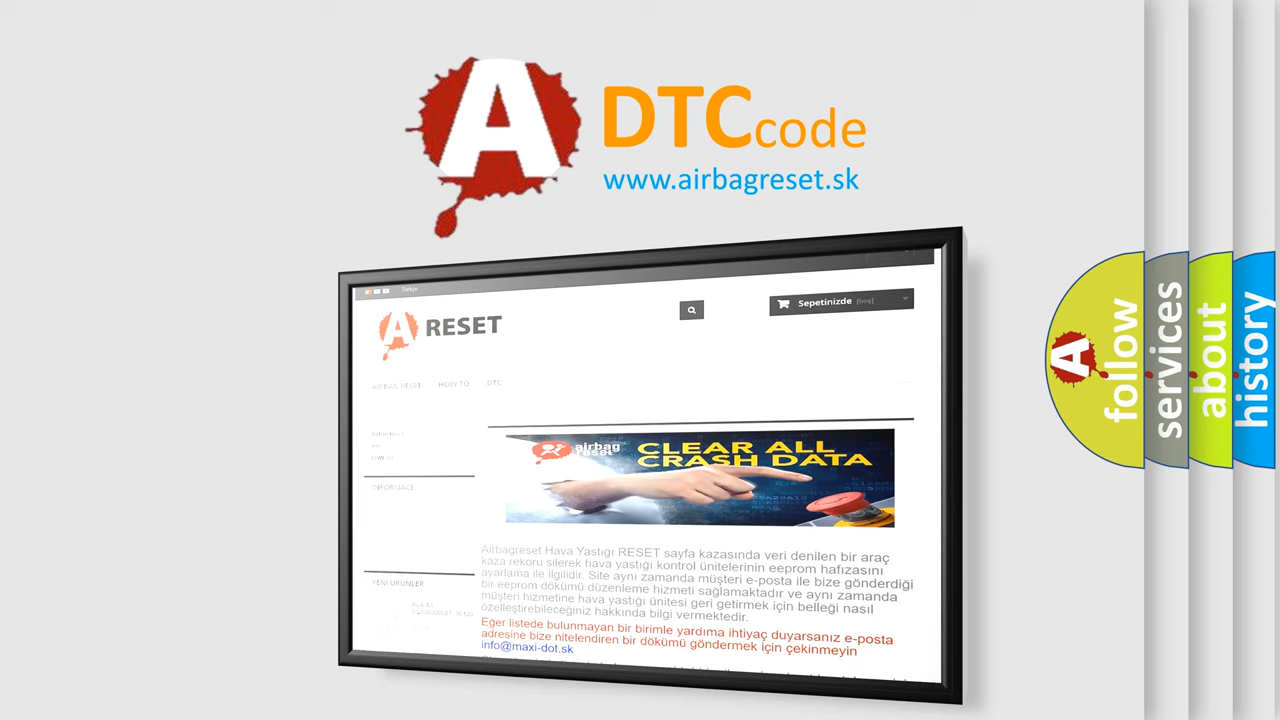 A DTC code
www.airbagreset.sk
Türkçe
A RESET
Sepetinizde [boş]
AIRBAG RESET HOW TO DTC
INFORMACE
YENI ÜRÜNLER
airbag
reset
CLEAR ALL
CRASH DATA
Airbagreset Hava Yastığı RESET sayfa kazasında veri denilen bir araç
kaza rekoru silerek hava yastığı kontrol ünitelerinin eeprom hafızasını
ayarlama ile ilgilidir. Site aynı zamanda müşteri e-posta ile bize gönderdiği
bir eeprom dökümü düzenleme hizmeti sağlamaktadır ve aynı zamanda
müşteri hizmetine hava yastığı ünitesi geri getirmek için belleği nasıl
özelleştirebileceğiniz hakkında bilgi vermektedir.
Eğer listede bulunmayan bir birimle yardıma ihtiyaç duyarsanız e-posta
adresine bize nitelendiren bir dökümü göndermek için çekinmeyin
info@maxi-dot.sk
A follow
services
about
history